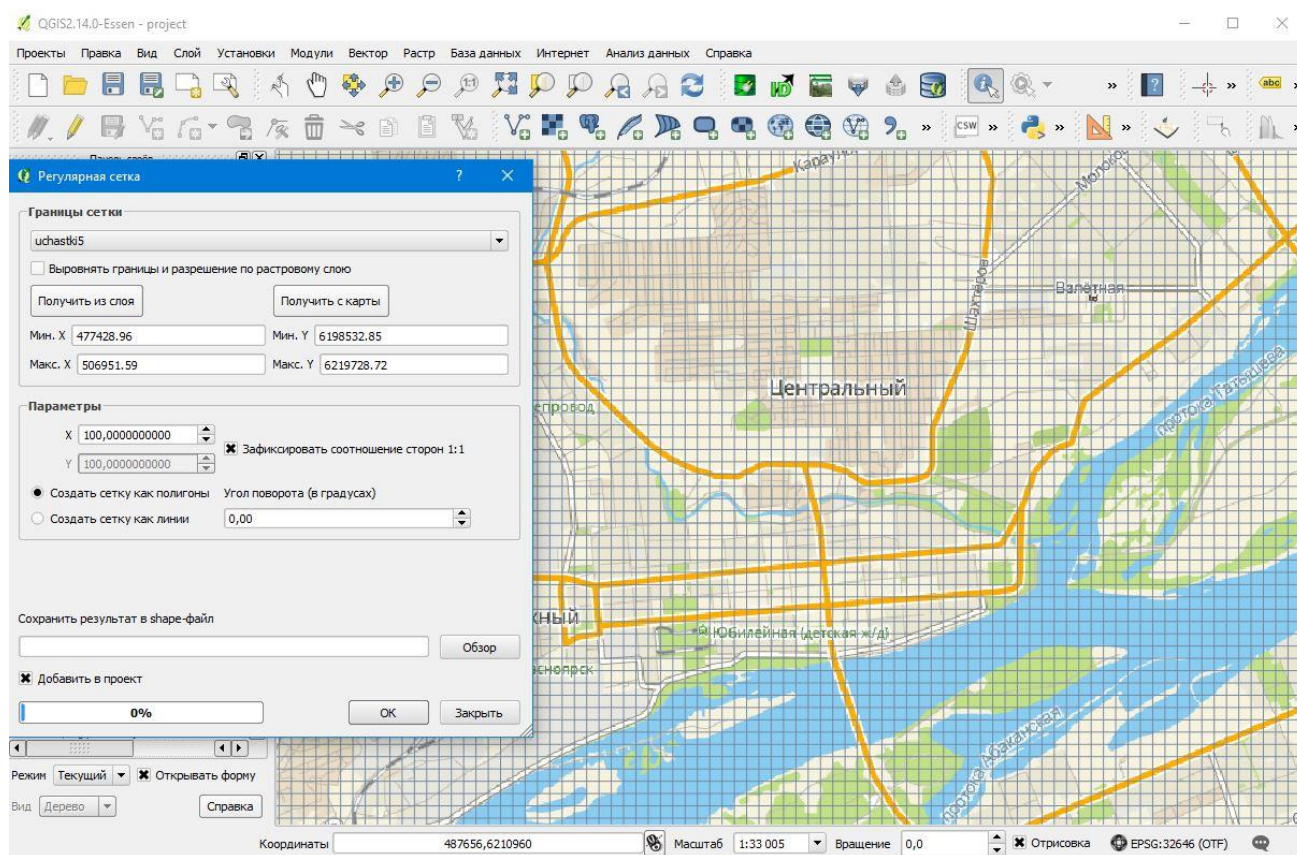 QGIS2.14.0-Essen - project
Проекты Правка Вид Слой Установки Модули Вектор Растр База данных Интернет Анализ данных Справка
1:1
abc
CSW
Регулярная сетка
Границы сетки
uchastki5
Выровнять границы и разрешение по растровому слою
Получить из слоя Получить с карты
Мин. X 477428.96 Мин. Y 6198532.85
Макс. X 506951.59 Макс. Y 6219728.72
Параметры
X 100,0000000000
Зафиксировать соотношение сторон 1:1
Y 100,0000000000
Создать сетку как полигоны Угол поворота (в градусах)
Создать сетку как линии 0,00
Сохранить результат в shape-файл
Обзор
Добавить в проект
0% OK Закрыть
Шахтёров
Взлётная
Центральный
протока Татышева
Юбилейная (детская ж/д)
протока Абаканская
Режим Текущий Открывать форму
Вид Дерево Справка
Координаты 487656,6210960 Масштаб 1:33 005 Вращение 0,0 Отрисовка EPSG:32646 (OTF)